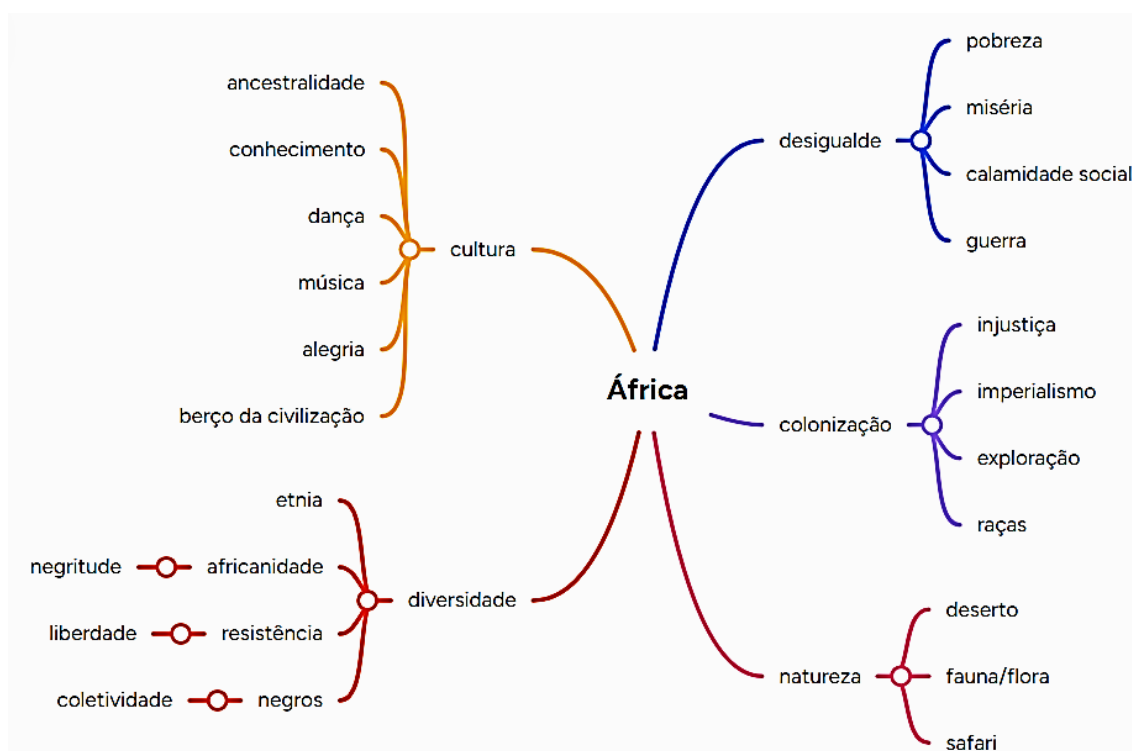 África
cultura
ancestralidade
conhecimento
dança
música
alegria
berço da civilização
diversidade
etnia
africanidade
negritude
resistência
liberdade
negros
coletividade
desigualde
pobreza
miséria
calamidade social
guerra
colonização
injustiça
imperialismo
exploração
raças
natureza
deserto
fauna/flora
safari